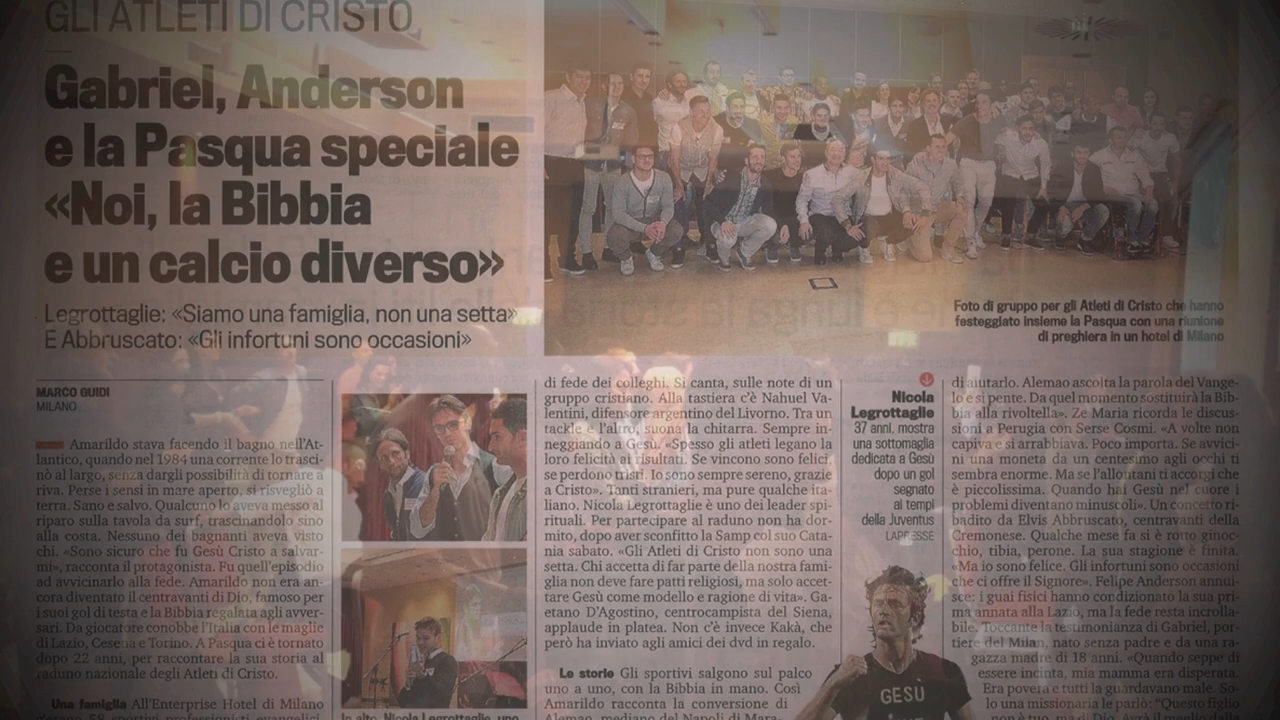 GLI ATLETI DI CRISTO
Gabriel, Anderson
e la Pasqua speciale
«Noi, la Bibbia
e un calcio diverso»
Legrottaglie: «Siamo una famiglia, non una setta»
E Abbruscato: «Gli infortuni sono occasioni»
Foto di gruppo per gli Atleti di Cristo che hanno
festeggiato insieme la Pasqua con una riunione
di preghiera in un hotel di Milano
MARCO GUIDI
MILANO
Amarildo stava facendo il bagno nell'At-
lantico, quando nel 1984 una corrente lo trasci-
nò al largo, senza dargli possibilità di tornare a
riva. Perse i sensi in mare aperto, si risvegliò a
terra. Sano e salvo. Qualcuno lo aveva messo al
riparo sulla tavola da surf, trascinandolo sino
alla costa. Nessuno dei bagnanti aveva visto
chi. «Sono sicuro che fu Gesù Cristo a salvar-
mi», racconta il protagonista. Fu quell'episodio
ad avvicinarlo alla fede. Amarildo non era an-
cora diventato il centravanti di Dio, famoso per
i suoi gol di testa e la Bibbia regalata agli avver-
sari. Da giocatore conobbe l'Italia con le maglie
di Lazio, Cesena e Torino. A Pasqua ci è tornato
dopo 22 anni, per raccontare la sua storia al
raduno nazionale degli Atleti di Cristo.
Una famiglia All'Enterprise Hotel di Milano
58 sportivi professionisti evangelici
In alto, Nicola Legrottaglie, uno
di fede dei colleghi. Si canta, sulle note di un
gruppo cristiano. Alla tastiera c'è Nahuel Va-
lentini, difensore argentino del Livorno. Tra un
tackle e l'altro, suona la chitarra. Sempre in-
neggiando a Gesù. «Spesso gli atleti legano la
loro felicità ai risultati. Se vincono sono felici,
se perdono tristi. Io sono sempre sereno, grazie
a Cristo». Tanti stranieri, ma pure qualche ita-
liano. Nicola Legrottaglie è uno dei leader spi-
rituali. Per partecipare al raduno non ha dor-
mito, dopo aver sconfitto la Samp col suo Cata-
nia sabato. «Gli Atleti di Cristo non sono una
setta. Chi accetta di far parte della nostra fami-
glia non deve fare patti religiosi, ma solo accet-
tare Gesù come modello e ragione di vita». Ga-
etano D'Agostino, centrocampista del Siena,
applaude in platea. Non c'è invece Kakà, che
però ha inviato agli amici dei dvd in regalo.
Le storie Gli sportivi salgono sul palco
uno a uno, con la Bibbia in mano. Così
Amarildo racconta la conversione di
Alemao, mediano del Napoli di Mara-
Nicola
Legrottaglie
37 anni, mostra
una sottomaglia
dedicata a Gesù
dopo un gol
segnato
ai tempi
della Juventus
LAPRESSE
GESU
di aiutarlo. Alemao ascolta la parola del Vange-
lo e si pente. Da quel momento sostituirà la Bib-
bia alla rivoltella». Ze Maria ricorda le discus-
sioni a Perugia con Serse Cosmi. «A volte non
capiva e si arrabbiava. Poco importa. Se avvici-
ni una moneta da un centesimo agli occhi ti
sembra enorme. Ma se l'allontani ti accorgi che
è piccolissima. Quando hai Gesù nel cuore i
problemi diventano minuscoli». Un concetto ri-
badito da Elvis Abbruscato, centravanti della
Cremonese. Qualche mese fa si è rotto ginoc-
chio, tibia, perone. La sua stagione è finita.
«Ma io sono felice. Gli infortuni sono occasioni
che ci offre il Signore». Felipe Anderson annui-
sce: i guai fisici hanno condizionato la sua pri-
ma annata alla Lazio, ma la fede resta incrolla-
bile. Toccante la testimonianza di Gabriel, por-
tiere del Milan, nato senza padre e da una ra-
gazza madre di 18 anni. «Quando seppe di
essere incinta, mia mamma era disperata.
Era povera e tutti la guardavano male. So-
lo una missionaria le parlò: "Questo figlio